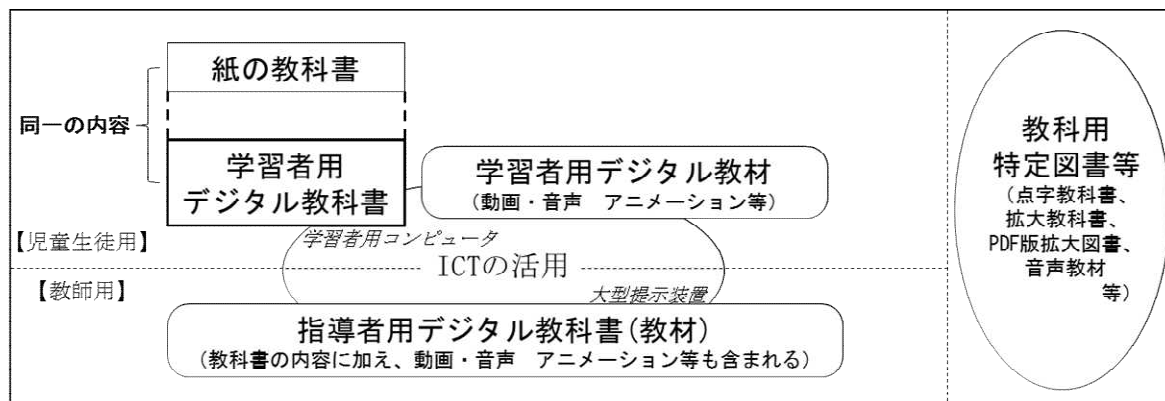 紙の教科書
同一の内容
学習者用
デジタル教科書
学習者用デジタル教材
(動画・音声　アニメーション等)
【児童生徒用】
学習者用コンピュータ
ICTの活用
【教師用】
大型提示装置
指導者用デジタル教科書(教材)
(教科書の内容に加え、動画・音声　アニメーション等も含まれる)
教科用
特定図書等
(点字教科書、
拡大教科書、
PDF版拡大図書、
音声教材
等)